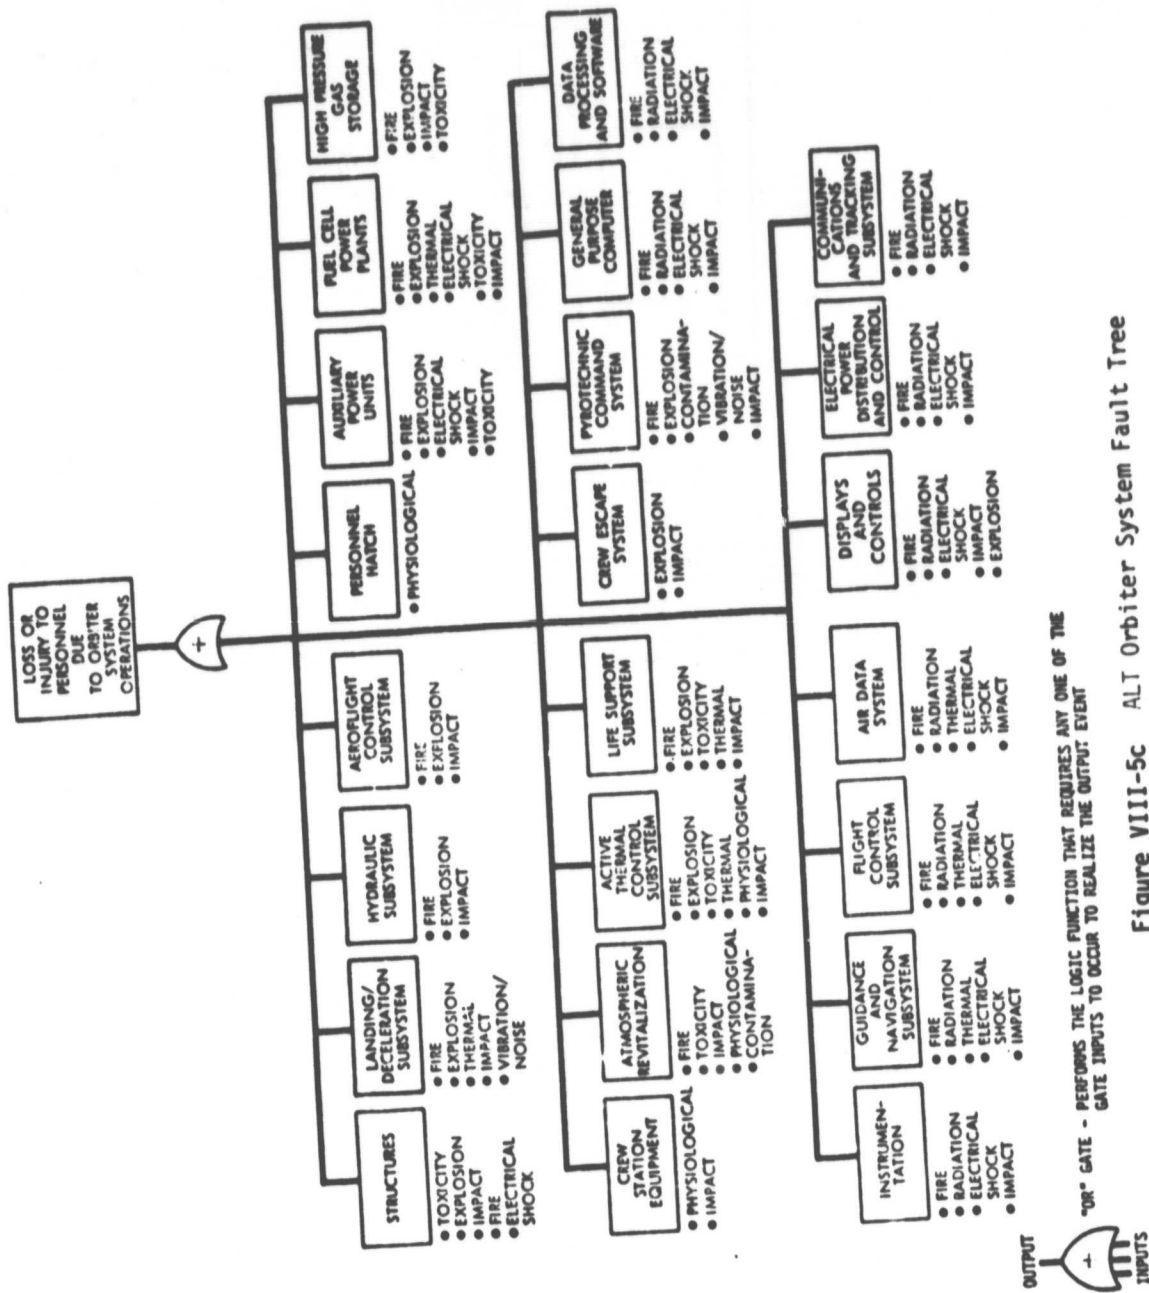 LOSS OR
INJURY TO
PERSONNEL
DUE
TO ORB'TER
SYSTEM
OPERATIONS
+
STRUCTURES
• TOXICITY
• EXPLOSION
• IMPACT
• FIRE
• ELECTRICAL
SHOCK
LANDING/
DECELERATION
SUBSYSTEM
• FIRE
• EXPLOSION
• THERMAL
• IMPACT
• VIBRATION/
NOISE
HYDRAULIC
SUBSYSTEM
• FIRE
• EXPLOSION
• IMPACT
AEROFLIGHT
CONTROL
SUBSYSTEM
• FIRE
• EXPLOSION
• IMPACT
PERSONNEL
HATCH
• PHYSIOLOGICAL
AUXILIARY
POWER
UNITS
• FIRE
• EXPLOSION
• ELECTRICAL
SHOCK
• IMPACT
• TOXICITY
FUEL CELL
POWER
PLANTS
• FIRE
• EXPLOSION
• THERMAL
• ELECTRICAL
SHOCK
• TOXICITY
• IMPACT
HIGH PRESSURE
GAS
STORAGE
• FIRE
• EXPLOSION
• IMPACT
• TOXICITY
CREW
STATION
EQUIPMENT
• PHYSIOLOGICAL
• IMPACT
ATMOSPHERIC
REVITALIZATION
• FIRE
• TOXICITY
• IMPACT
• PHYSIOLOGICAL
• CONTAMINA-
TION
ACTIVE
THERMAL
CONTROL
SUBSYSTEM
• FIRE
• EXPLOSION
• TOXICITY
• THERMAL
• PHYSIOLOGICAL
• IMPACT
LIFE SUPPORT
SUBSYSTEM
• FIRE
• EXPLOSION
• TOXICITY
• THERMAL
• IMPACT
CREW ESCAPE
SYSTEM
• EXPLOSION
• IMPACT
PYROTECHNIC
COMMAND
SYSTEM
• FIRE
• EXPLOSION
• CONTAMINA-
TION
• VIBRATION/
NOISE
• IMPACT
GENERAL
PURPOSE
COMPUTER
• FIRE
• RADIATION
• ELECTRICAL
SHOCK
• IMPACT
DATA
PROCESSING
AND SOFTWARE
• FIRE
• RADIATION
• ELECTRICAL
SHOCK
• IMPACT
INSTRUMEN-
TATION
• FIRE
• RADIATION
• ELECTRICAL
SHOCK
• IMPACT
GUIDANCE
AND
NAVIGATION
SUBSYSTEM
• FIRE
• RADIATION
• THERMAL
• ELECTRICAL
SHOCK
• IMPACT
FLIGHT
CONTROL
SUBSYSTEM
• FIRE
• RADIATION
• THERMAL
• ELECTRICAL
SHOCK
• IMPACT
AIR DATA
SYSTEM
• FIRE
• RADIATION
• THERMAL
• ELECTRICAL
SHOCK
• IMPACT
DISPLAYS
AND
CONTROLS
• FIRE
• RADIATION
• ELECTRICAL
SHOCK
• IMPACT
• EXPLOSION
ELECTRICAL
POWER
DISTRIBUTION
AND CONTROL
• FIRE
• RADIATION
• ELECTRICAL
SHOCK
• IMPACT
COMMUNI-
CATIONS
AND TRACKING
SUBSYSTEM
• FIRE
• RADIATION
• ELECTRICAL
SHOCK
• IMPACT
OUTPUT
+
INPUTS
"OR" GATE - PERFORMS THE LOGIC FUNCTION THAT REQUIRES ANY ONE OF THE
GATE INPUTS TO OCCUR TO REALIZE THE OUTPUT EVENT
Figure VIII-5c ALT Orbiter System Fault Tree